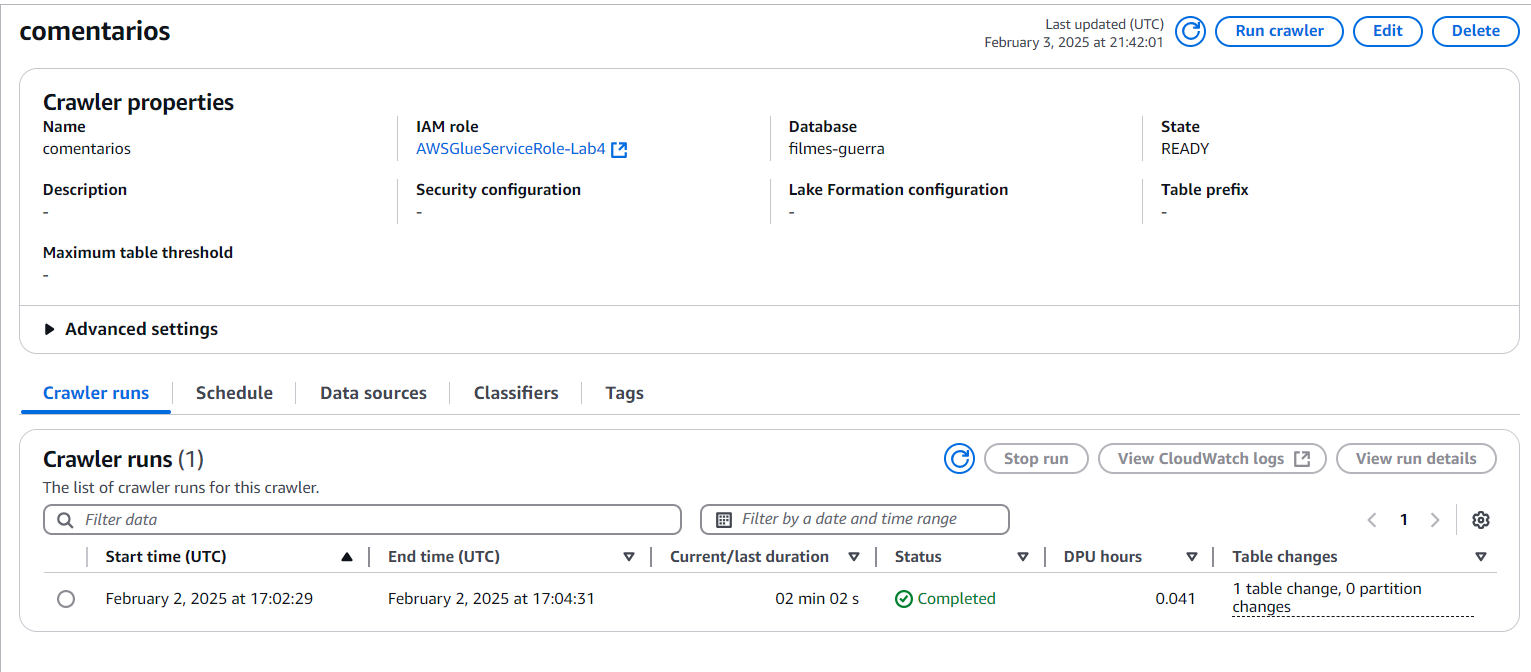 comentarios
Last updated (UTC)
February 3, 2025 at 21:42:01
Run crawler
Edit
Delete
Crawler properties
Name
comentarios
IAM role
AWSGlueServiceRole-Lab4
Database
filmes-guerra
State
READY
Description
-
Security configuration
-
Lake Formation configuration
-
Table prefix
-
Maximum table threshold
-
Advanced settings
Crawler runs
Schedule
Data sources
Classifiers
Tags
Crawler runs (1)
The list of crawler runs for this crawler.
Stop run
View CloudWatch logs
View run details
Filter data
Filter by a date and time range
1
Start time (UTC)
End time (UTC)
Current/last duration
Status
DPU hours
Table changes
February 2, 2025 at 17:02:29
February 2, 2025 at 17:04:31
02 min 02 s
Completed
0.041
1 table change, 0 partition
changes